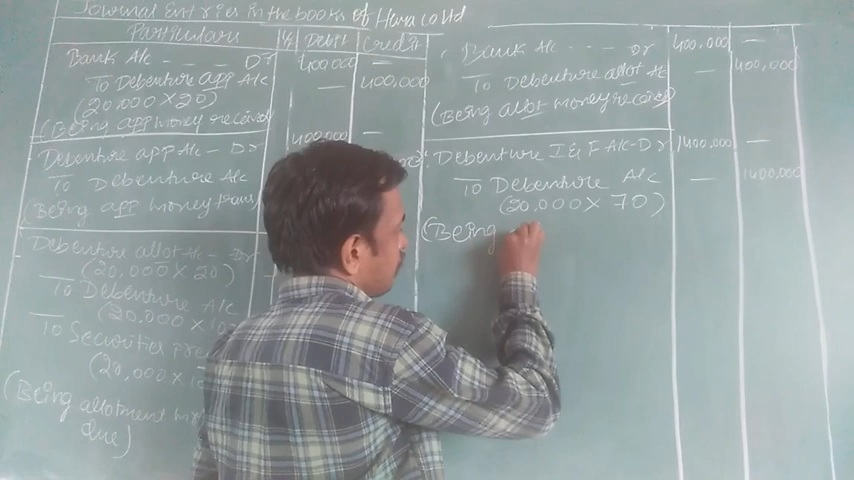 Journal Entries in the books of Hara co ltd
Particulars L/f Debit Credit
Bank A/c - - - - Dr 400,000 —
To Debenture app A/c — 400,000
(20,000 × 20)
(Being app money received)
Debenture app A/c - Dr 400,000 —
To Debenture A/c
(Being app money trans
Debenture allot A/c - Dr
(20,000 × 20)
To Debenture A/c
(20,000 × 10
To Securities pre
(20,000 × 10
(Being allotment
due)
Bank A/c - - - Dr 400,000 —
To Debenture allot A/c — 400,000
(Being allot money received)
Debenture I & F A/c - Dr 1400,000 —
To Debenture A/c — 1400,000
(20,000 × 70)
(Being